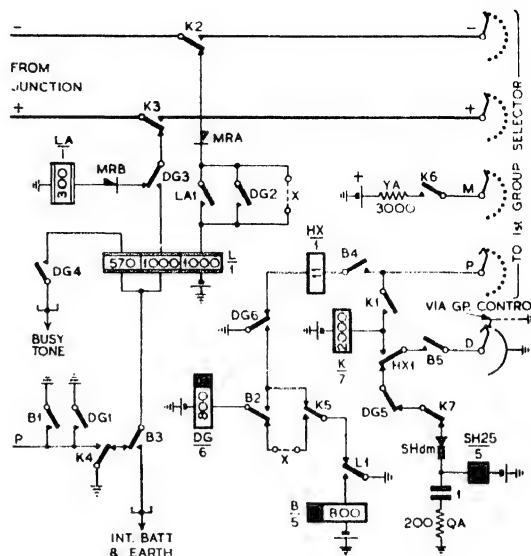 K2
FROM
JUNCTION
K3
LA
1
300
MRB
DG3
MRA
LA1
DG2
X
YA
3000
K6
M
P
D
TO 1ST GROUP SELECTOR
VIA GP. CONTROL
570
1000
1000
L
1
DG4
BUSY
TONE
HX
1
11
B4
K1
DG6
2000
K
7
HX1
B5
B1
DG1
P
K4
B3
800
DG
6
B2
K5
X
DG5
K7
L1
SHdm
SH25
5
B
5
800
1
200
QA
INT. BATT
& EARTH